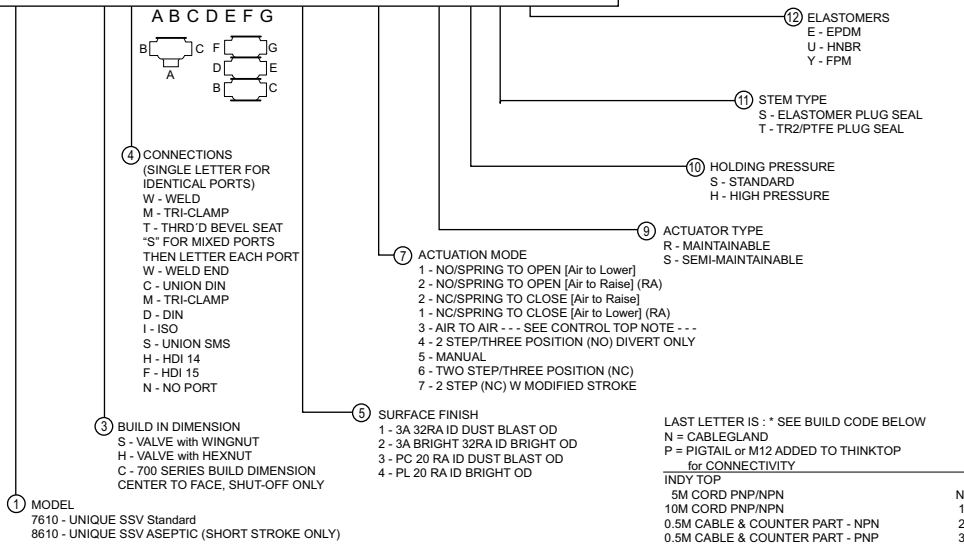 A B C D E F G
B C
A
F G
D E
B C
12 ELASTOMERS
E - EPDM
U - HNBR
Y - FPM
11 STEM TYPE
S - ELASTOMER PLUG SEAL
T - TR2/PTFE PLUG SEAL
10 HOLDING PRESSURE
S - STANDARD
H - HIGH PRESSURE
9 ACTUATOR TYPE
R - MAINTAINABLE
S - SEMI-MAINTAINABLE
4 CONNECTIONS
(SINGLE LETTER FOR
IDENTICAL PORTS)
W - WELD
M - TRI-CLAMP
T - THRD´D BEVEL SEAT
“S” FOR MIXED PORTS
THEN LETTER EACH PORT
W - WELD END
C - UNION DIN
M - TRI-CLAMP
D - DIN
I - ISO
S - UNION SMS
H - HDI 14
F - HDI 15
N - NO PORT
7 ACTUATION MODE
1 - NO/SPRING TO OPEN [Air to Lower]
2 - NO/SPRING TO OPEN [Air to Raise] (RA)
2 - NC/SPRING TO CLOSE [Air to Raise]
1 - NC/SPRING TO CLOSE [Air to Lower] (RA)
3 - AIR TO AIR - - - SEE CONTROL TOP NOTE - - -
4 - 2 STEP/THREE POSITION (NO) DIVERT ONLY
5 - MANUAL
6 - TWO STEP/THREE POSITION (NC)
7 - 2 STEP (NC) W MODIFIED STROKE
3 BUILD IN DIMENSION
S - VALVE with WINGNUT
H - VALVE with HEXNUT
C - 700 SERIES BUILD DIMENSION
CENTER TO FACE, SHUT-OFF ONLY
5 SURFACE FINISH
1 - 3A 32RA ID DUST BLAST OD
2 - 3A BRIGHT 32RA ID BRIGHT OD
3 - PC 20 RA ID DUST BLAST OD
4 - PL 20 RA ID BRIGHT OD
1 MODEL
7610 - UNIQUE SSV Standard
8610 - UNIQUE SSV ASEPTIC (SHORT STROKE ONLY)
LAST LETTER IS : * SEE BUILD CODE BELOW
N = CABLEGLAND
P = PIGTAIL or M12 ADDED TO THINKTOP
for CONNECTIVITY
INDY TOP
5M CORD PNP/NPN N
10M CORD PNP/NPN 1
0.5M CABLE & COUNTER PART - NPN 2
0.5M CABLE & COUNTER PART - PNP 3